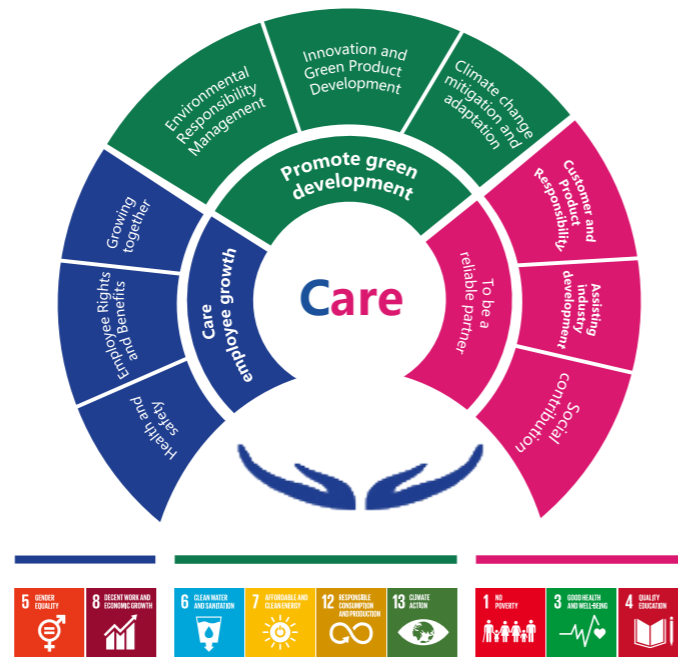 Environmental
Responsibility
Management
Innovation and
Green Product
Development
Climate change
mitigation and
adaptation
Growing
together
Promote green
development
Customer and
Product
Responsibility
Employee Rights
and Benefits
Care
employee growth
Care
To be a
reliable partner
Assisting
industry
development
Health and
safety
Social
contribution
5 GENDER
EQUALITY
8 DECENT WORK AND
ECONOMIC GROWTH
6 CLEAN WATER
AND SANITATION
7 AFFORDABLE AND
CLEAN ENERGY
12 RESPONSIBLE
CONSUMPTION
AND PRODUCTION
13 CLIMATE
ACTION
1 NO
POVERTY
3 GOOD HEALTH
AND WELL-BEING
4 QUALITY
EDUCATION